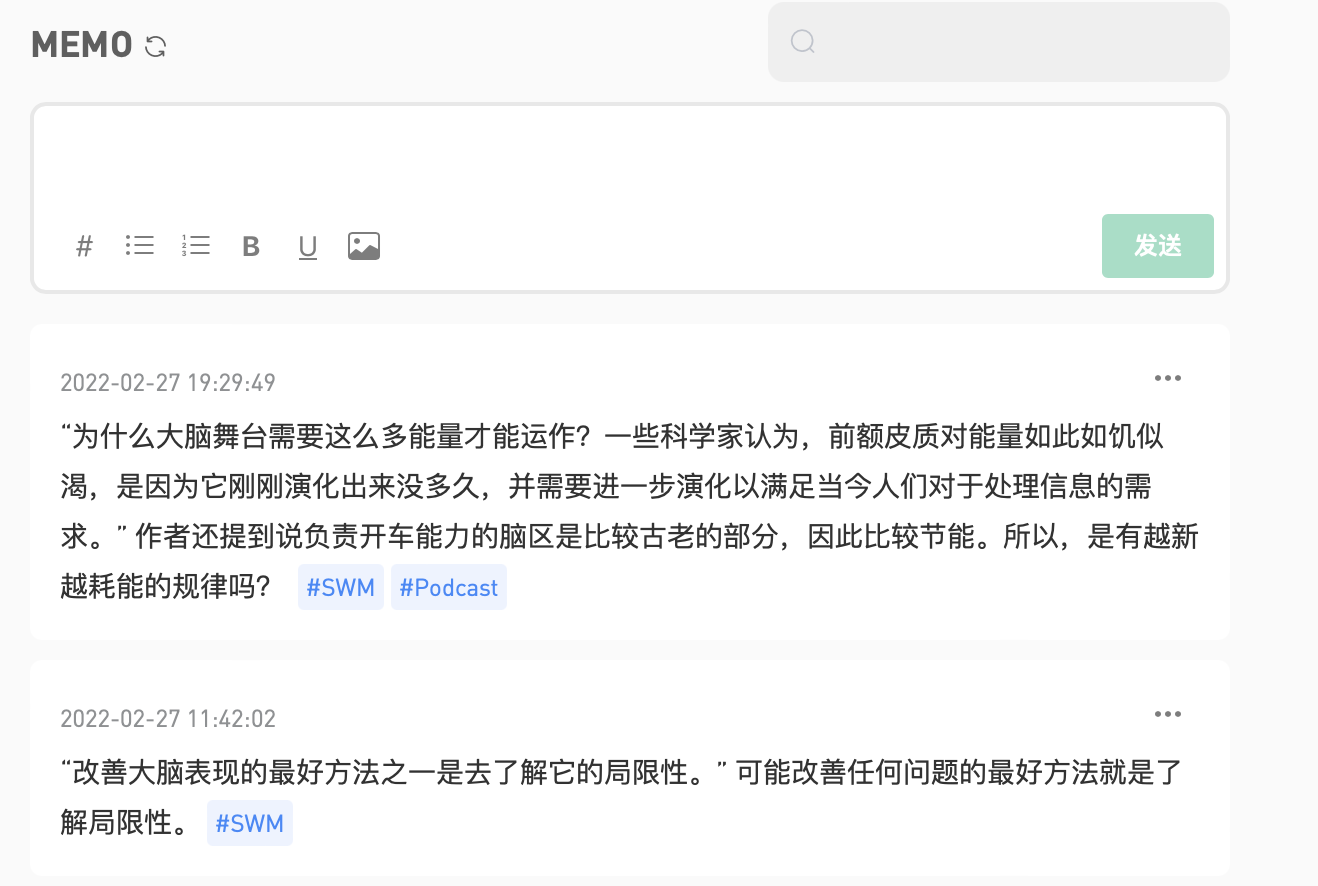 MEMO
# B U
发送
2022-02-27 19:29:49
“为什么大脑舞台需要这么多能量才能运作？一些科学家认为，前额皮质对能量如此如饥似
渴，是因为它刚刚演化出来没多久，并需要进一步演化以满足当今人们对于处理信息的需
求。” 作者还提到说负责开车能力的脑区是比较古老的部分，因此比较节能。所以，是有越新
越耗能的规律吗？ #SWM #Podcast
2022-02-27 11:42:02
“改善大脑表现的最好方法之一是去了解它的局限性。” 可能改善任何问题的最好方法就是了
解局限性。 #SWM